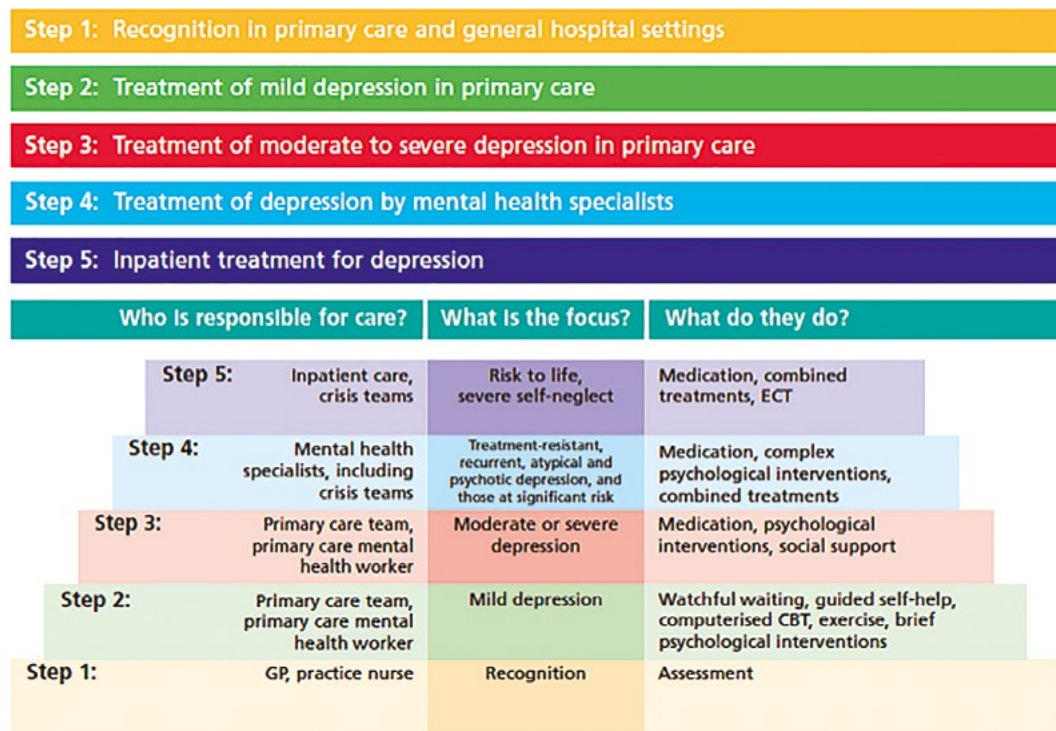 Step 1: Recognition in primary care and general hospital settings
Step 2: Treatment of mild depression in primary care
Step 3: Treatment of moderate to severe depression in primary care
Step 4: Treatment of depression by mental health specialists
Step 5: Inpatient treatment for depression
Who is responsible for care? What is the focus? What do they do?
Step 5:
Inpatient care,
crisis teams
Risk to life,
severe self-neglect
Medication, combined
treatments, ECT
Step 4:
Mental health
specialists, including
crisis teams
Treatment-resistant,
recurrent, atypical and
psychotic depression, and
those at significant risk
Medication, complex
psychological interventions,
combined treatments
Step 3:
Primary care team,
primary care mental
health worker
Moderate or severe
depression
Medication, psychological
interventions, social support
Step 2:
Primary care team,
primary care mental
health worker
Mild depression
Watchful waiting, guided self-help,
computerised CBT, exercise, brief
psychological interventions
Step 1:
GP, practice nurse
Recognition
Assessment